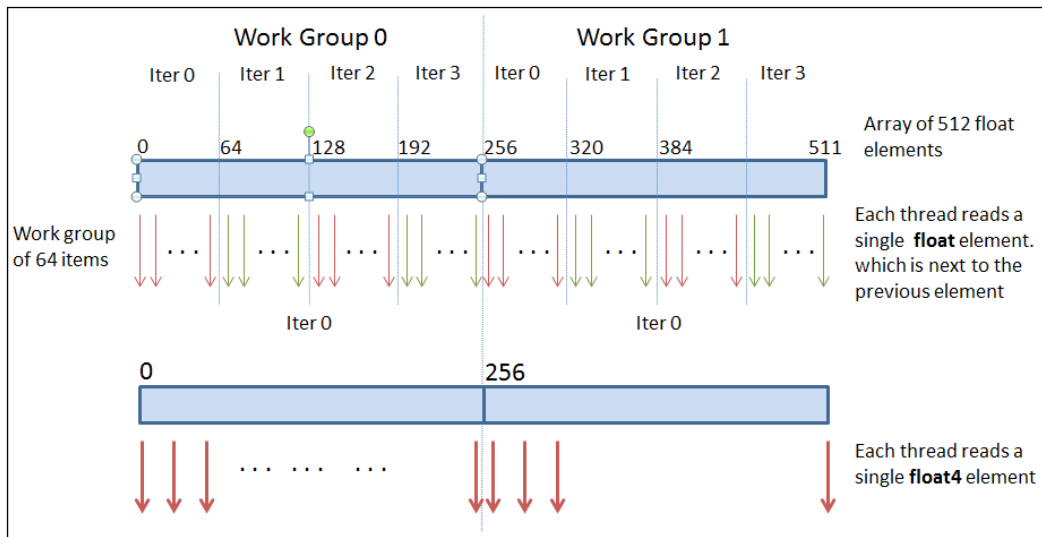 Work Group 0
Work Group 1
Iter 0
Iter 1
Iter 2
Iter 3
Iter 0
Iter 1
Iter 2
Iter 3
Array of 512 float
elements
0
64
128
192
256
320
384
511
Work group
of 64 items
... ... ... ... ... ... ... ... ... ... ... ... ... ... ... ...
Each thread reads a
single float element.
which is next to the
previous element
Iter 0
Iter 0
0
256
... ... ...
Each thread reads a
single float4 element